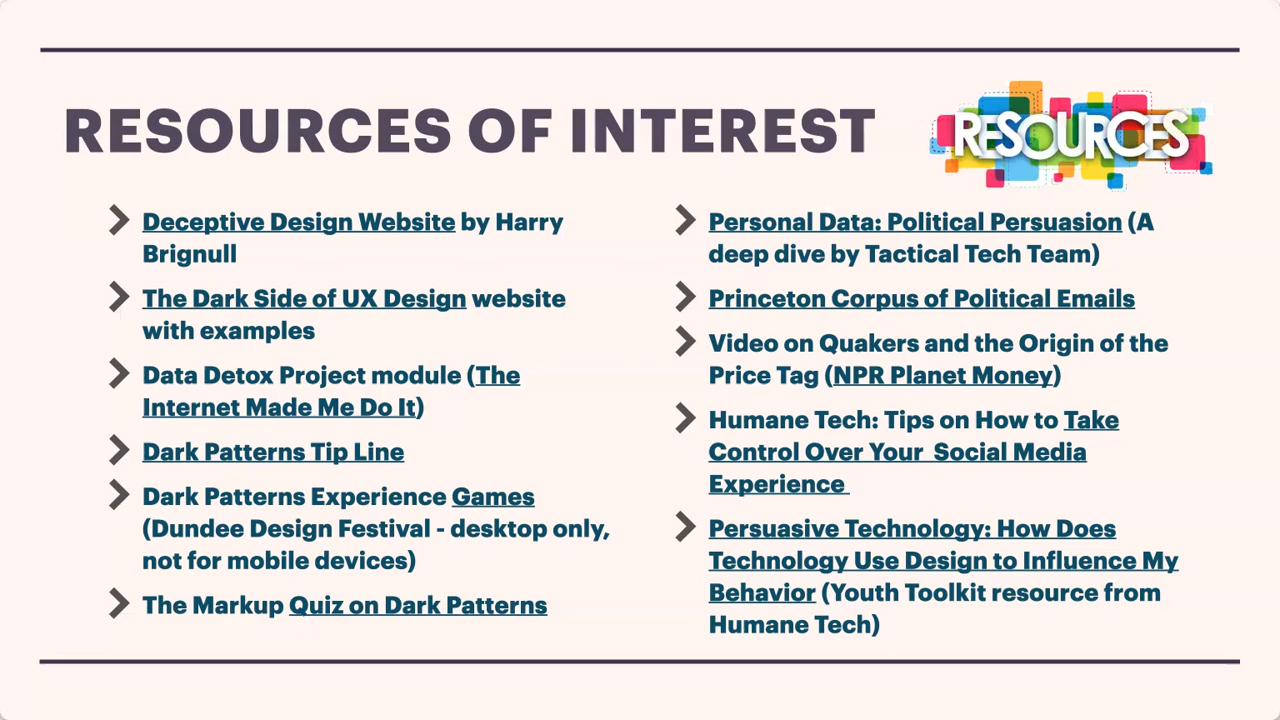 RESOURCES OF INTEREST
RESOURCES
Deceptive Design Website by Harry
Brignull
The Dark Side of UX Design website
with examples
Data Detox Project module (The
Internet Made Me Do It)
Dark Patterns Tip Line
Dark Patterns Experience Games
(Dundee Design Festival - desktop only,
not for mobile devices)
The Markup Quiz on Dark Patterns
Personal Data: Political Persuasion (A
deep dive by Tactical Tech Team)
Princeton Corpus of Political Emails
Video on Quakers and the Origin of the
Price Tag (NPR Planet Money)
Humane Tech: Tips on How to Take
Control Over Your  Social Media
Experience
Persuasive Technology: How Does
Technology Use Design to Influence My
Behavior (Youth Toolkit resource from
Humane Tech)